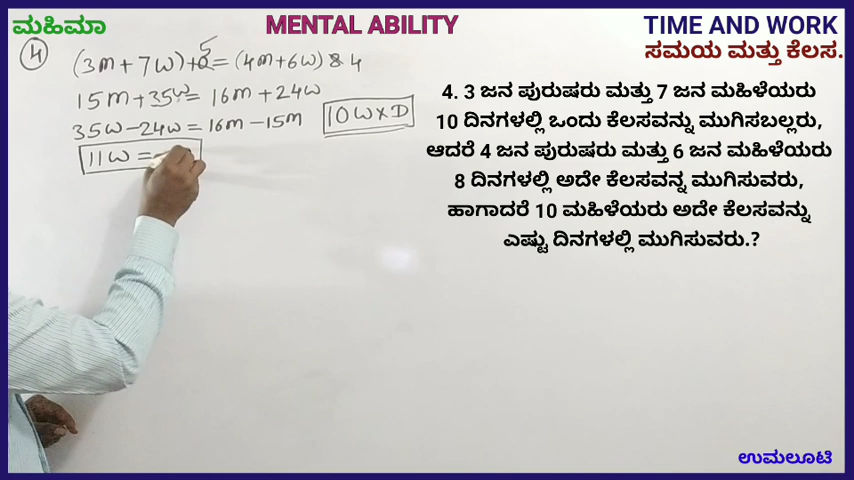 ಮಹಿಮಾ
MENTAL ABILITY
TIME AND WORK
ಸಮಯ ಮತ್ತು ಕೆಲಸ.
4
(3m + 7w) = (4m+6w) 8 4
15m + 35w = 16m + 24w
35w - 24w = 16m - 15m
10w x D
11w =
4. 3 ಜನ ಪುರುಷರು ಮತ್ತು 7 ಜನ ಮಹಿಳೆಯರು
10 ದಿನಗಳಲ್ಲಿ ಒಂದು ಕೆಲಸವನ್ನು ಮುಗಿಸಬಲ್ಲರು,
ಆದರೆ 4 ಜನ ಪುರುಷರು ಮತ್ತು 6 ಜನ ಮಹಿಳೆಯರು
8 ದಿನಗಳಲ್ಲಿ ಅದೇ ಕೆಲಸವನ್ನ ಮುಗಿಸುವರು,
ಹಾಗಾದರೆ 10 ಮಹಿಳೆಯರು ಅದೇ ಕೆಲಸವನ್ನು
ಎಷ್ಟು ದಿನಗಳಲ್ಲಿ ಮುಗಿಸುವರು.?
ಉಮಲೂಟಿ